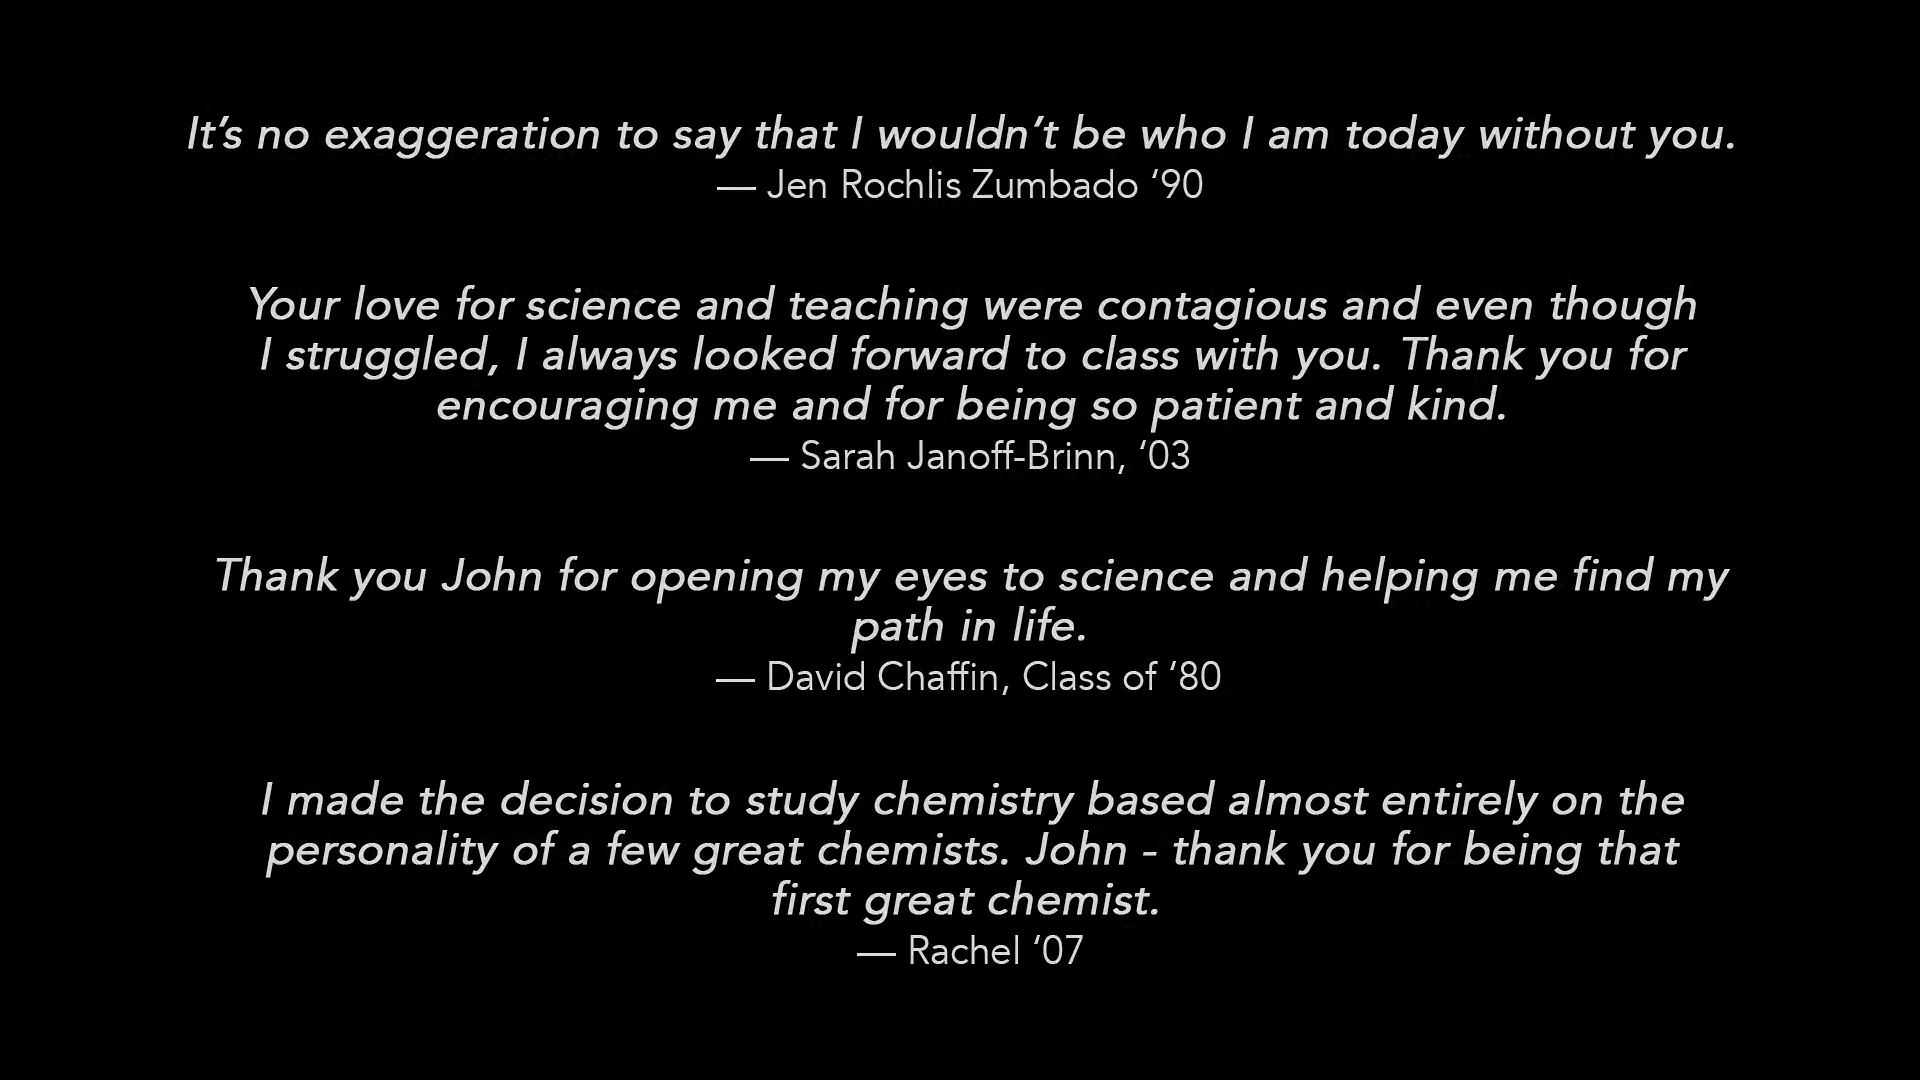 It’s no exaggeration to say that I wouldn’t be who I am today without you.
— Jen Rochlis Zumbado ‘90
Your love for science and teaching were contagious and even though
I struggled, I always looked forward to class with you. Thank you for
encouraging me and for being so patient and kind.
— Sarah Janoff-Brinn, ‘03
Thank you John for opening my eyes to science and helping me find my
path in life.
— David Chaffin, Class of ‘80
I made the decision to study chemistry based almost entirely on the
personality of a few great chemists. John - thank you for being that
first great chemist.
— Rachel ‘07